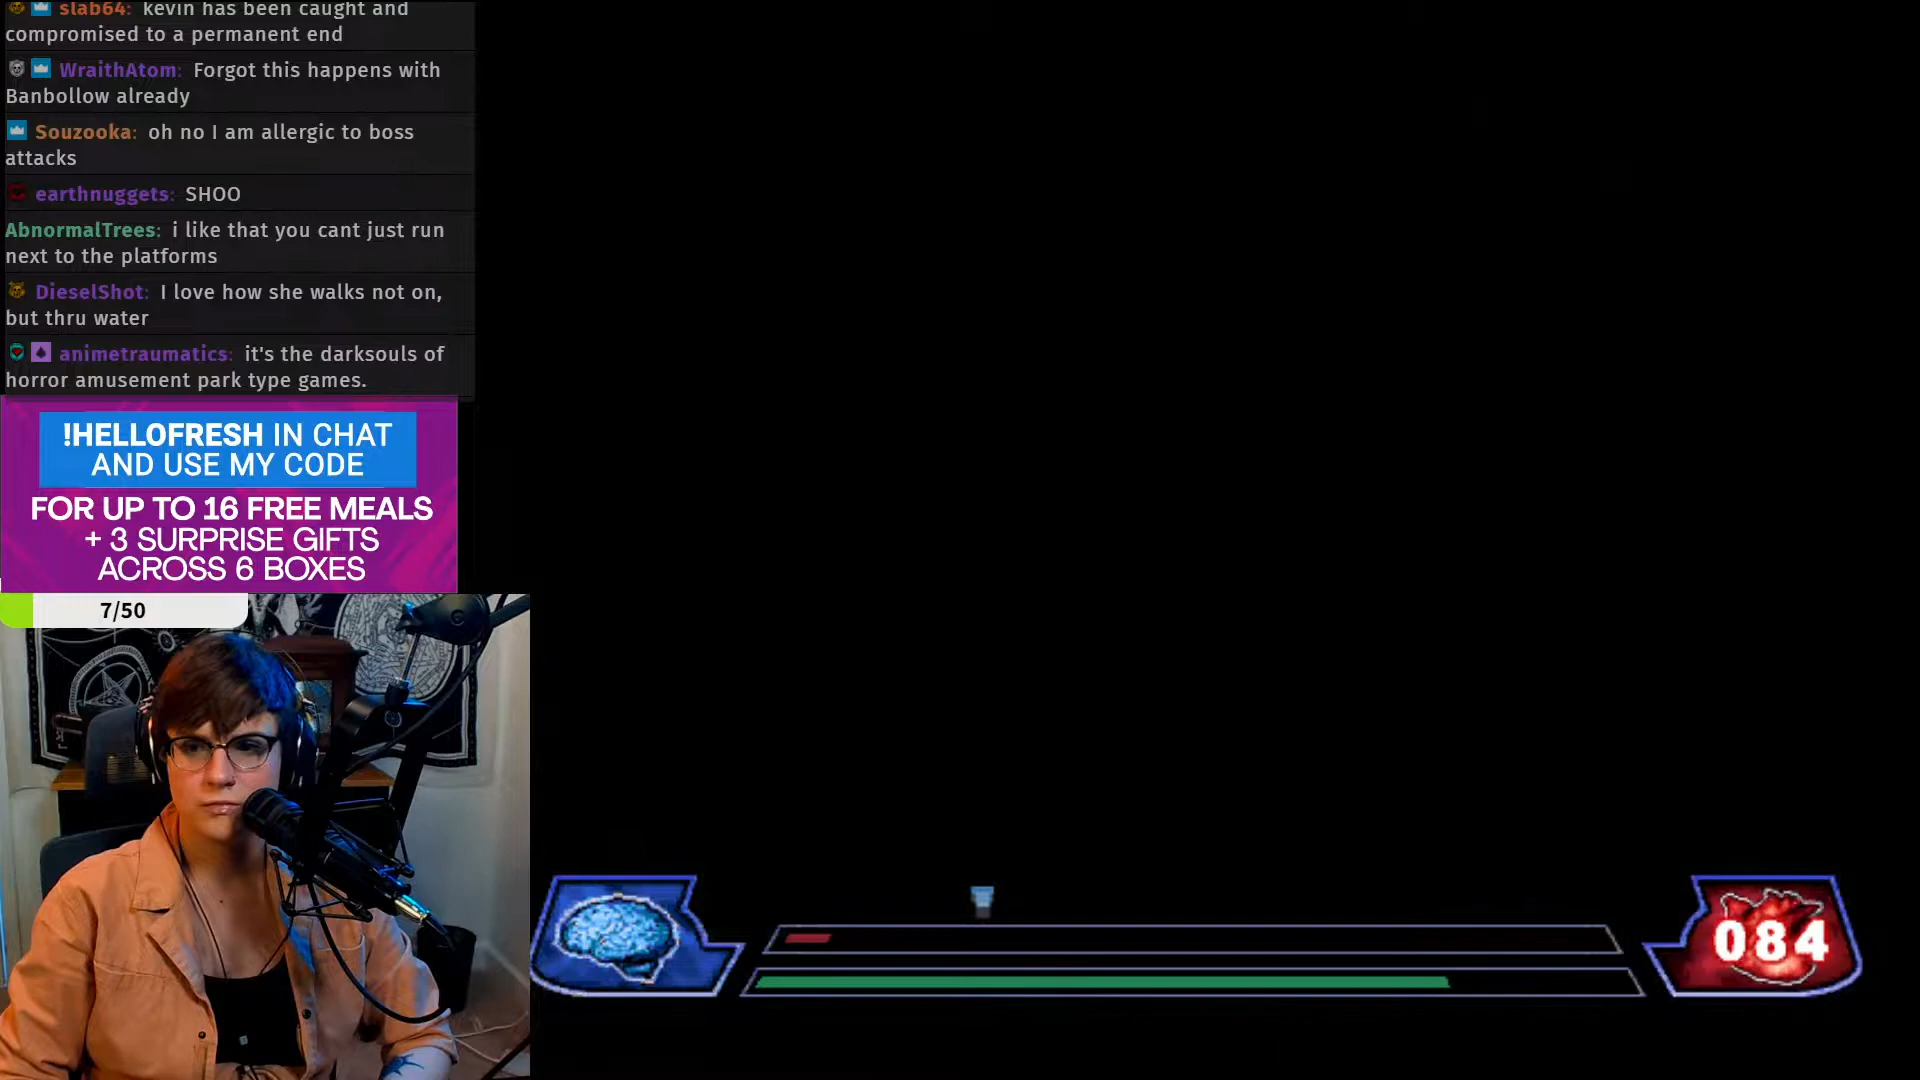 slab64: kevin has been caught and
compromised to a permanent end
WraithAtom: Forgot this happens with
Banbollow already
Souzooka: oh no I am allergic to boss
attacks
earthnuggets: SHOO
AbnormalTrees: i like that you cant just run
next to the platforms
DieselShot: I love how she walks not on,
but thru water
animetraumatics: it's the darksouls of
horror amusement park type games.
!HELLOFRESH IN CHAT
AND USE MY CODE
FOR UP TO 16 FREE MEALS
+ 3 SURPRISE GIFTS
ACROSS 6 BOXES
7/50
084